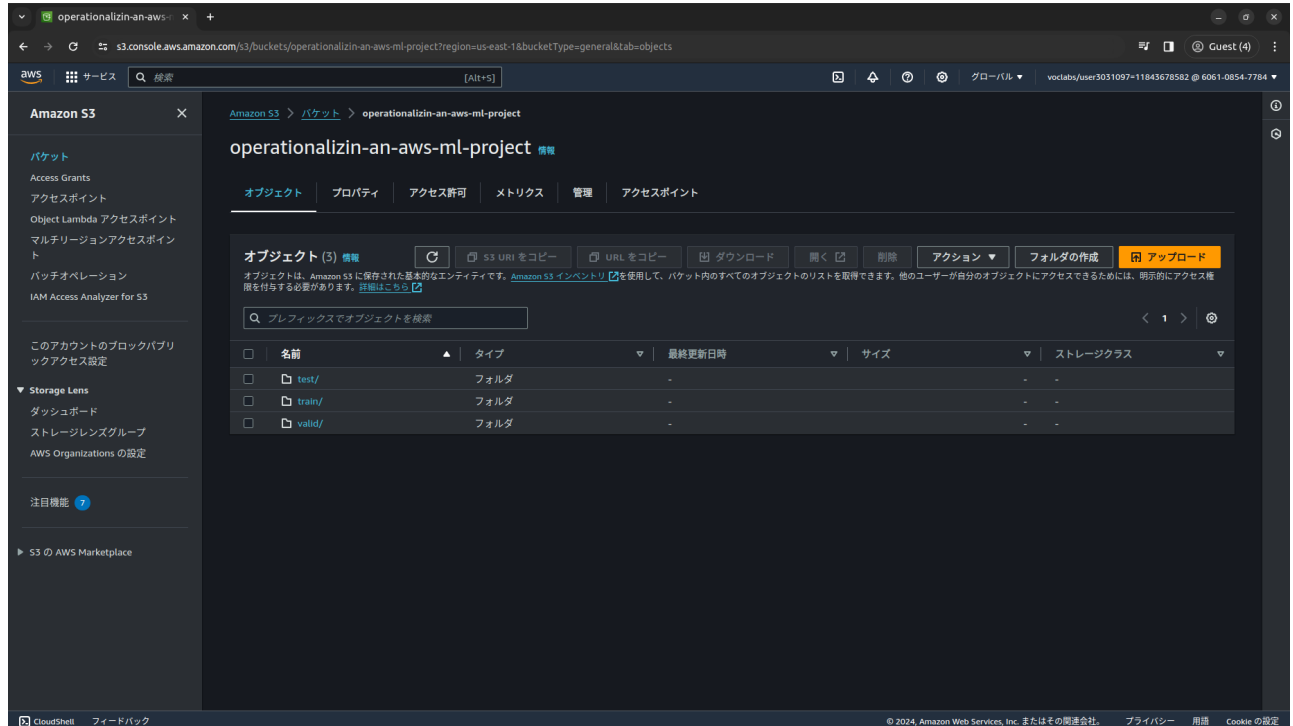 operationalizin-an-aws-m
s3.console.aws.amazon.com/s3/buckets/operationalizin-an-aws-ml-project?region=us-east-1&bucketType=general&tab=objects
Guest (4)
aws
サービス
検索
[Alt+S]
グローバル ▼
voclabs/user3031097=11843678582 @ 6061-0854-7784 ▼
Amazon S3
バケット
Access Grants
アクセスポイント
Object Lambda アクセスポイント
マルチリージョンアクセスポイン
ト
バッチオペレーション
IAM Access Analyzer for S3
このアカウントのブロックパブリ
ックアクセス設定
▼ Storage Lens
ダッシュボード
ストレージレンズグループ
AWS Organizations の設定
注目機能 7
▶ S3 の AWS Marketplace
Amazon S3 > バケット > operationalizin-an-aws-ml-project
operationalizin-an-aws-ml-project 情報
オブジェクト プロパティ アクセス許可 メトリクス 管理 アクセスポイント
オブジェクト (3) 情報
S3 URI をコピー URL をコピー ダウンロード 開く 削除 アクション ▼ フォルダの作成 アップロード
オブジェクトは、Amazon S3 に保存された基本的なエンティティです。Amazon S3 インベントリ を使用して、バケット内のすべてのオブジェクトのリストを取得できます。他のユーザーが自分のオブジェクトにアクセスできるためには、明示的にアクセス権
限を付与する必要があります。詳細はこちら
プレフィックスでオブジェクトを検索
< 1 >
名前 ▲ タイプ ▽ 最終更新日時 ▽ サイズ ▽ ストレージクラス ▽
test/ フォルダ - - -
train/ フォルダ - - -
valid/ フォルダ - - -
CloudShell フィードバック
© 2024, Amazon Web Services, Inc. またはその関連会社。 プライバシー 用語 Cookie の設定